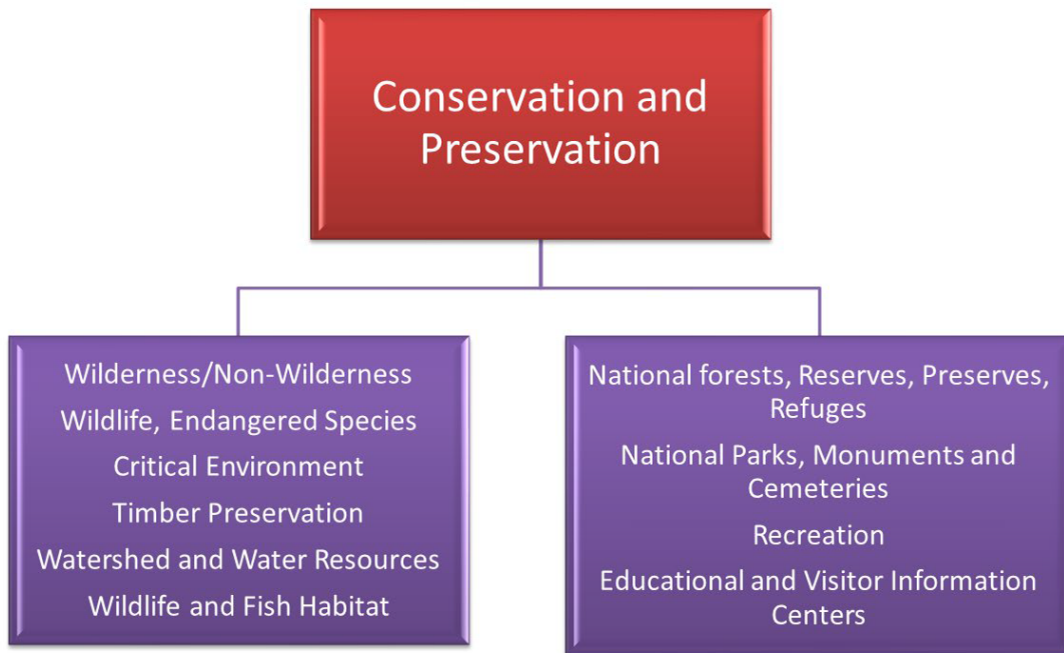 Conservation and
Preservation
Wilderness/Non-Wilderness
Wildlife, Endangered Species
Critical Environment
Timber Preservation
Watershed and Water Resources
Wildlife and Fish Habitat
National forests, Reserves, Preserves,
Refuges
National Parks, Monuments and
Cemeteries
Recreation
Educational and Visitor Information
Centers